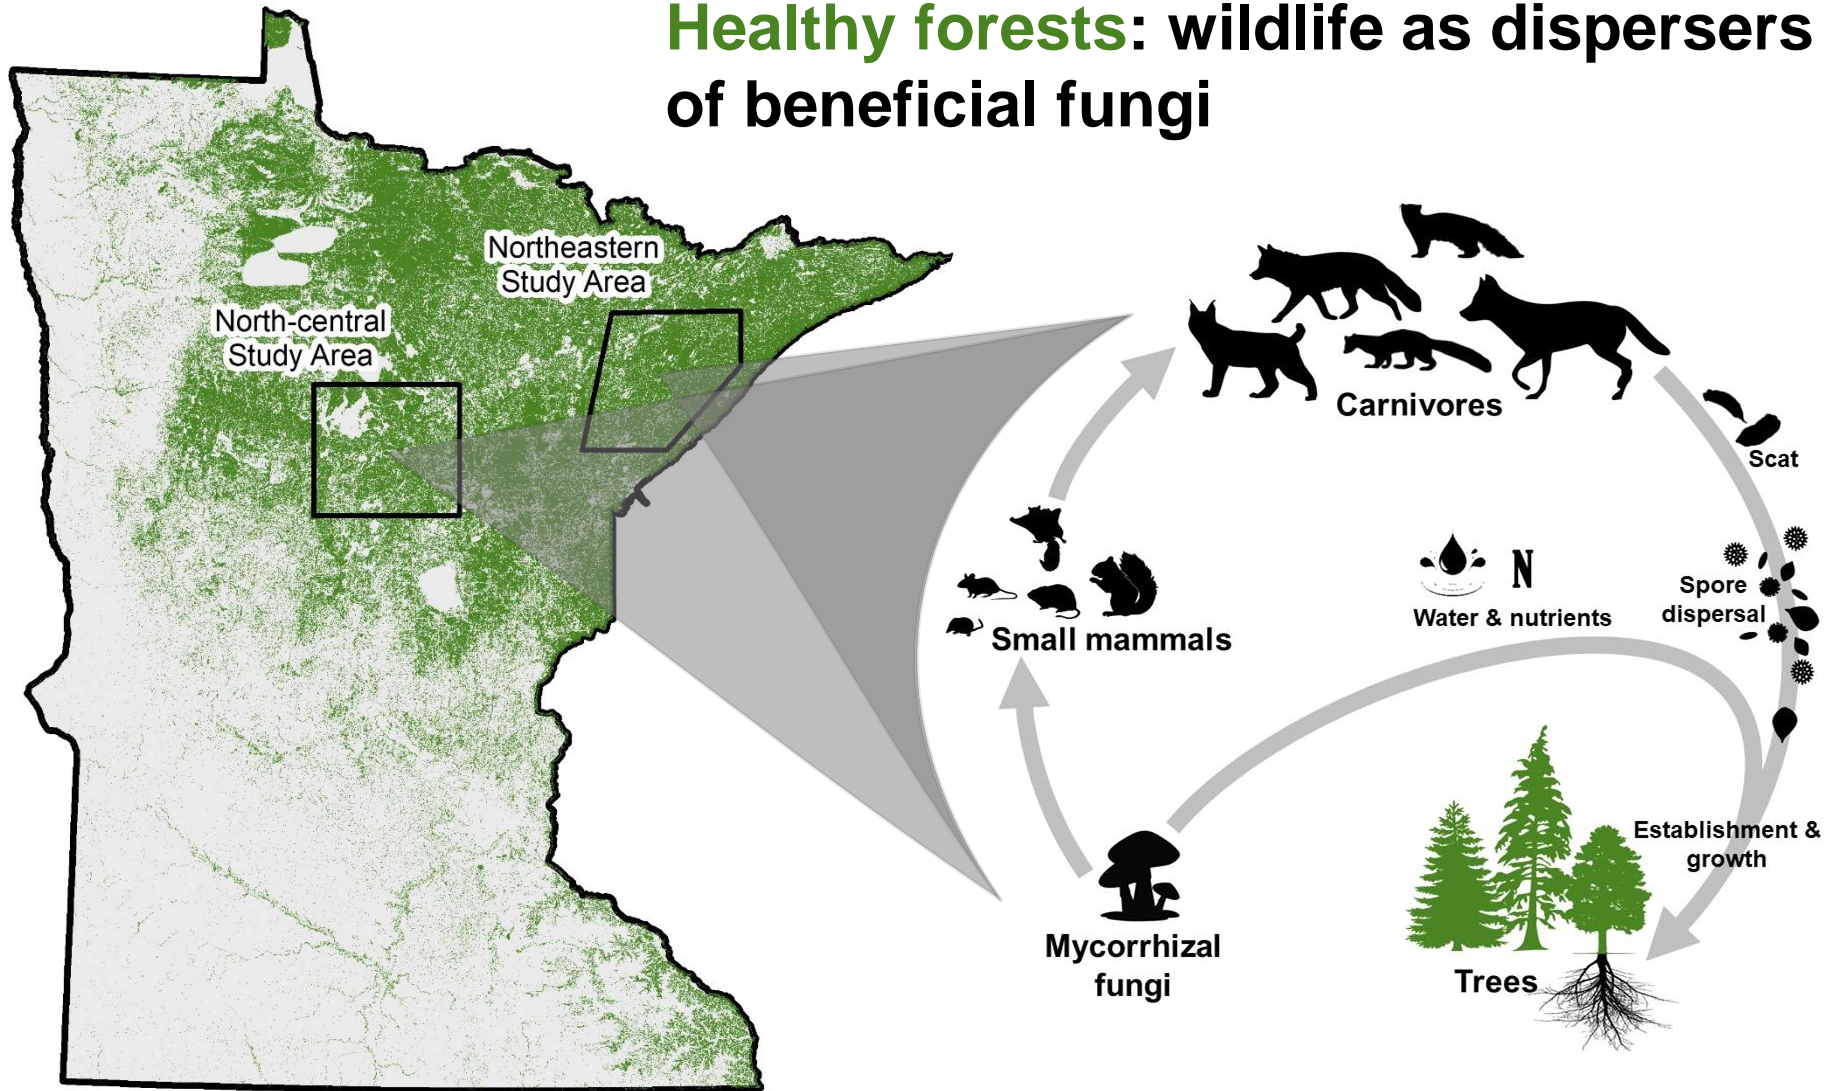 Healthy forests: wildlife as dispersers
of beneficial fungi
Northeastern
Study Area
North-central
Study Area
Carnivores
Scat
Spore
dispersal
N
Water & nutrients
Small mammals
Establishment &
growth
Mycorrhizal
fungi
Trees